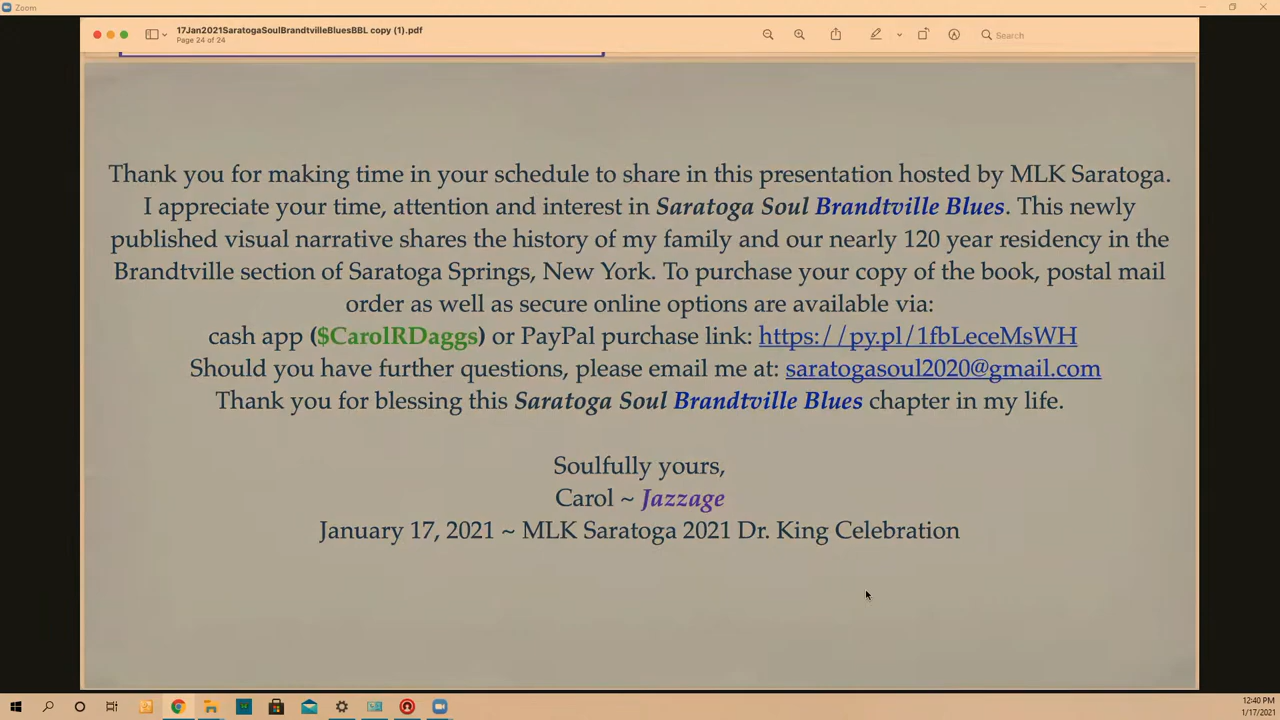 Zoom
17Jan2021SaratogaSoulBrandtvilleBluesBBL copy (1).pdf
Page 24 of 24
Search
Thank you for making time in your schedule to share in this presentation hosted by MLK Saratoga.
I appreciate your time, attention and interest in Saratoga Soul Brandtville Blues. This newly
published visual narrative shares the history of my family and our nearly 120 year residency in the
Brandtville section of Saratoga Springs, New York. To purchase your copy of the book, postal mail
order as well as secure online options are available via:
cash app ($CarolRDaggs) or PayPal purchase link: https://py.pl/1fbLeceMsWH
Should you have further questions, please email me at: saratogasoul2020@gmail.com
Thank you for blessing this Saratoga Soul Brandtville Blues chapter in my life.
Soulfully yours,
Carol ~ Jazzage
January 17, 2021 ~ MLK Saratoga 2021 Dr. King Celebration
12:40 PM
1/17/2021